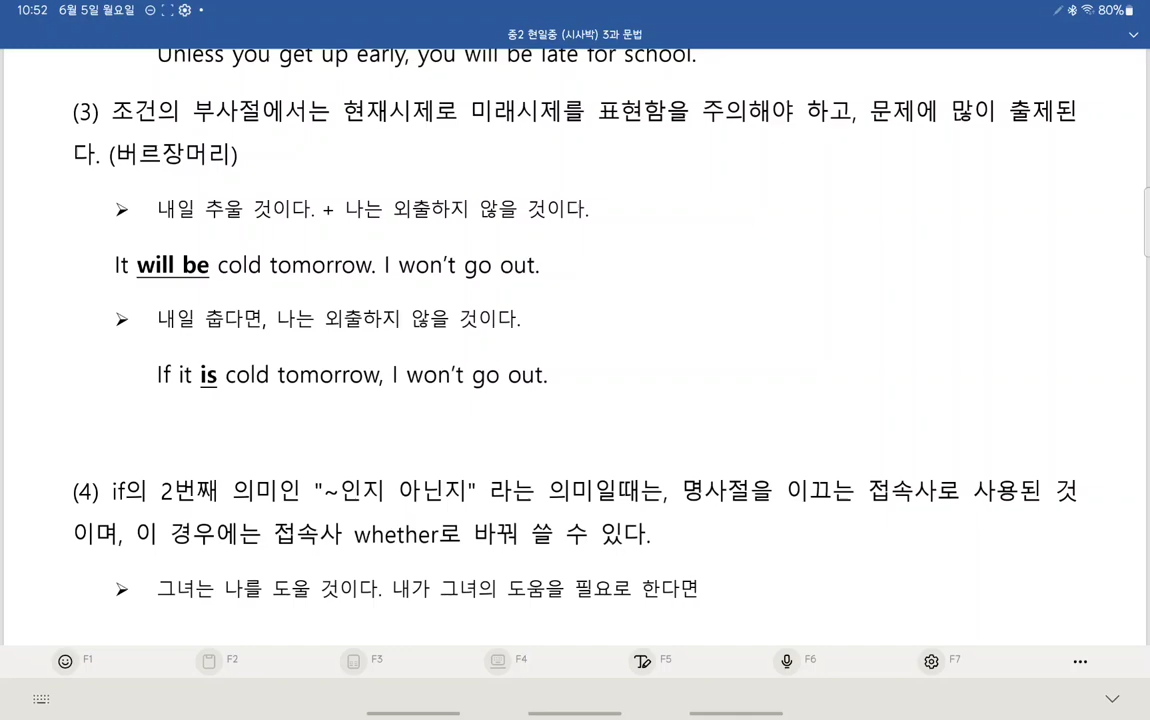 10:52 6월 5일 월요일
80%
중2 현일중 (시사박) 3과 문법
Unless you get up early, you will be late for school.
(3) 조건의 부사절에서는 현재시제로 미래시제를 표현함을 주의해야 하고, 문제에 많이 출제된
다. (버르장머리)
➢ 내일 추울 것이다. + 나는 외출하지 않을 것이다.
It will be cold tomorrow. I won't go out.
➢ 내일 춥다면, 나는 외출하지 않을 것이다.
If it is cold tomorrow, I won't go out.
(4) if의 2번째 의미인 "~인지 아닌지" 라는 의미일때는, 명사절을 이끄는 접속사로 사용된 것
이며, 이 경우에는 접속사 whether로 바꿔 쓸 수 있다.
➢ 그녀는 나를 도울 것이다. 내가 그녀의 도움을 필요로 한다면
F1 F2 F3 F4 F5 F6 F7